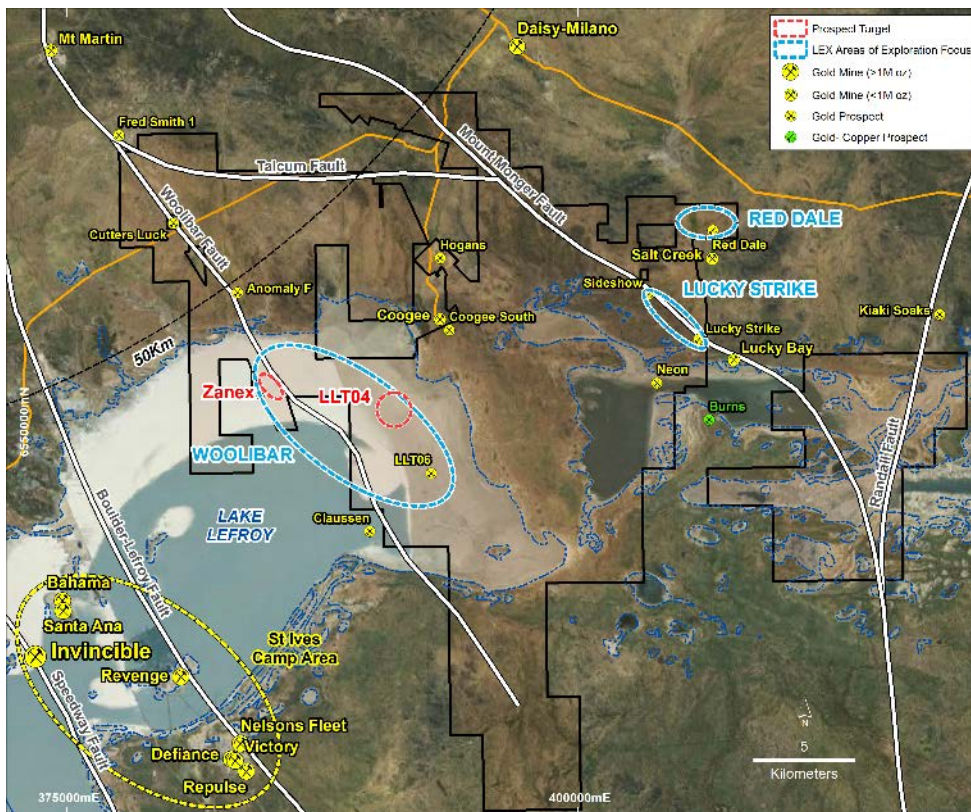 Mt Martin
Daisy-Milano
Prospect Turget
LEX Areas of Exploration Focus
Gold Mine (>1M oz)
Gold Mine (<1M oz)
Gold Prospect
Gold- Copper Prospect
Fred Smith 1
Talcum Fault
Mount Monger Fault
Woolibar Fault
Cutters Luck
RED DALE
Red Dale
Hogans
Salt Creek
Sideshow
LUCKY STRIKE
Anomaly F
Coogee
Coogee South
Kiaki Soaks
Lucky Strike
50Km
Lucky Bay
Zanex
LLT04
Neon
Burns
6550000mN
WOOLIBAR
LLT06
Randall Fault
LAKE
LEFROY
Claussen
Boulder-Lefroy Fault
Bahama
Santa Ana
St Ives
Camp Area
Invincible
Revenge
Speedway Fault
Nelsons Fleet
Victory
Defiance
Repulse
N
5
Kilometers
375000mE
400000mE